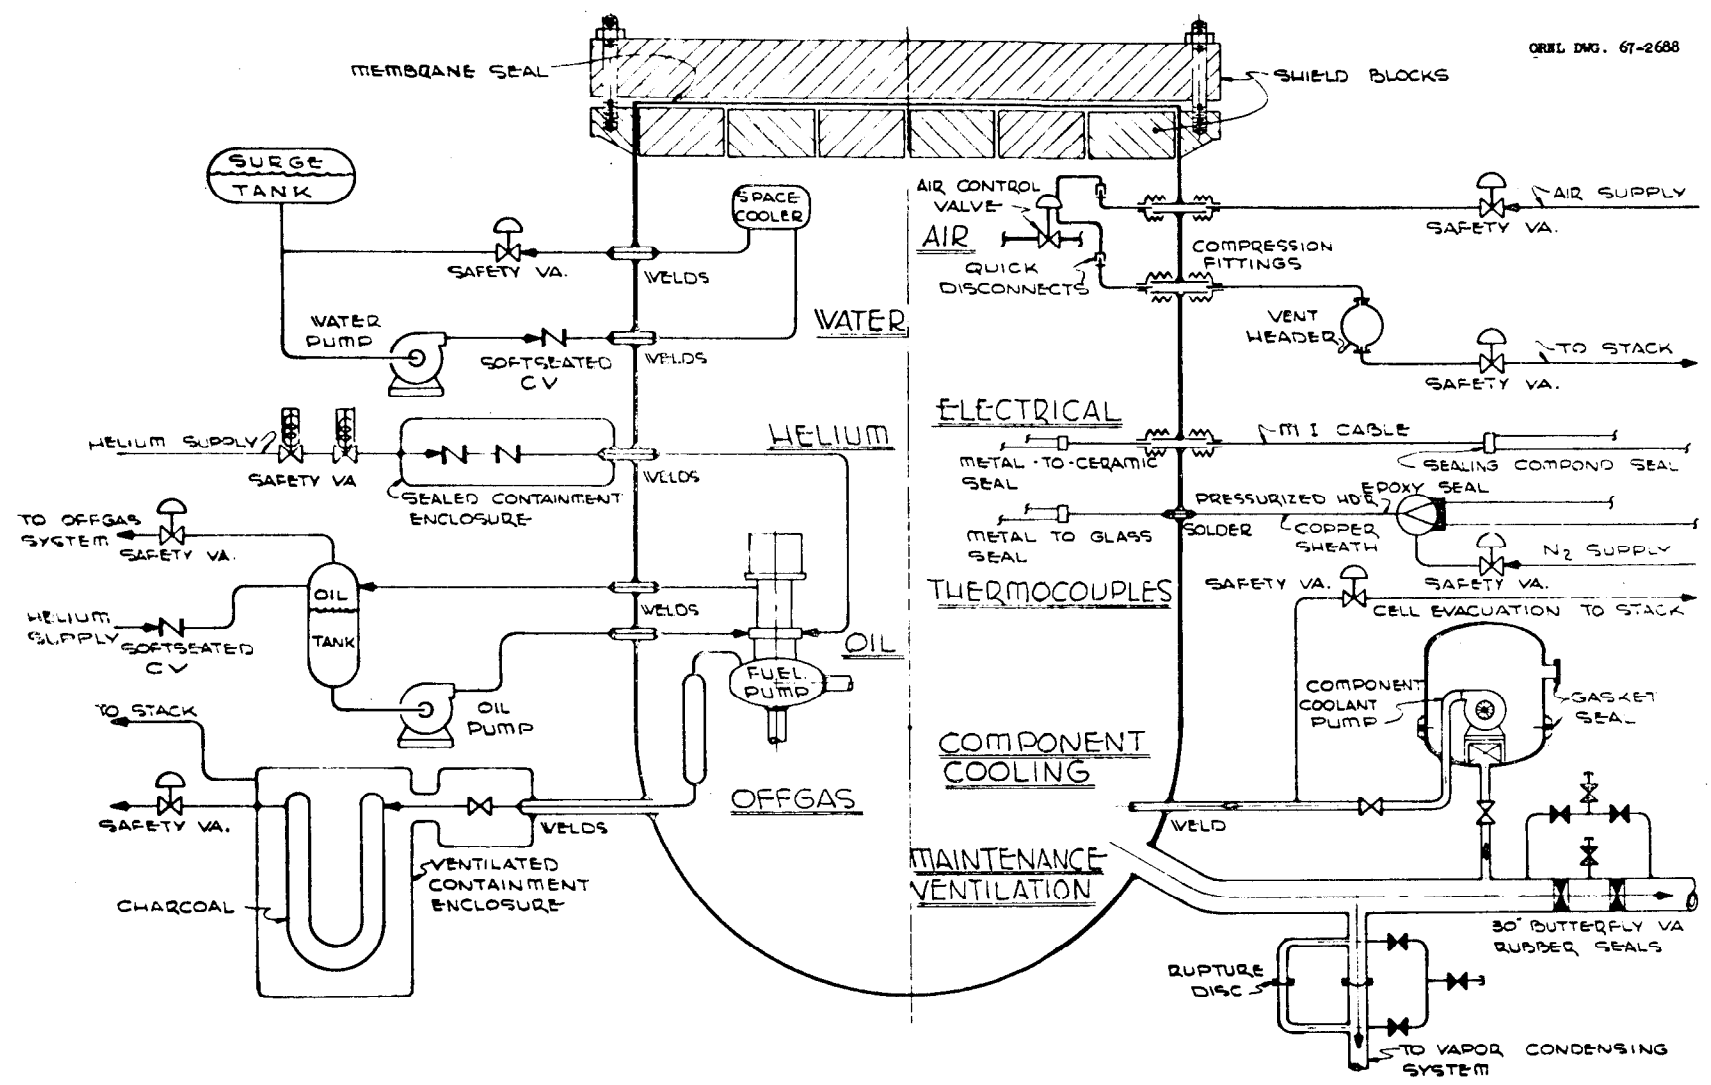 ORNL DWG. 67-2688
MEMBRANE SEAL
SHIELD BLOCKS
SURGE
TANK
SPACE
COOLER
SAFETY VA.
WELDS
WATER
PUMP
SOFTSEATED
CV
WELDS
WATER
AIR CONTROL
VALVE
AIR
QUICK
DISCONNECTS
COMPRESSION
FITTINGS
AIR SUPPLY
SAFETY VA.
VENT
HEADER
TO STACK
SAFETY VA.
HELIUM SUPPLY
SAFETY VA
SEALED CONTAINMENT
ENCLOSURE
WELDS
HELIUM
ELECTRICAL
METAL-TO-CERAMIC
SEAL
M I CABLE
SEALING COMPOND SEAL
PRESSURIZED HDR
EPOXY SEAL
METAL TO GLASS
SEAL
SOLDER
COPPER
SHEATH
N2 SUPPLY
SAFETY VA.
THERMOCOUPLES
TO OFFGAS
SYSTEM
SAFETY VA.
OIL
TANK
HELIUM
SUPPLY
SOFTSEATED
CV
WELDS
OIL
PUMP
FUEL
PUMP
OIL
SAFETY VA.
CELL EVACUATION TO STACK
COMPONENT
COOLANT
PUMP
GASKET
SEAL
COMPONENT
COOLING
WELD
TO STACK
SAFETY VA.
WELDS
OFFGAS
VENTILATED
CONTAINMENT
ENCLOSURE
CHARCOAL
MAINTENANCE
VENTILATION
30" BUTTERFLY VA
RUBBER SEALS
RUPTURE
DISC
TO VAPOR CONDENSING
SYSTEM